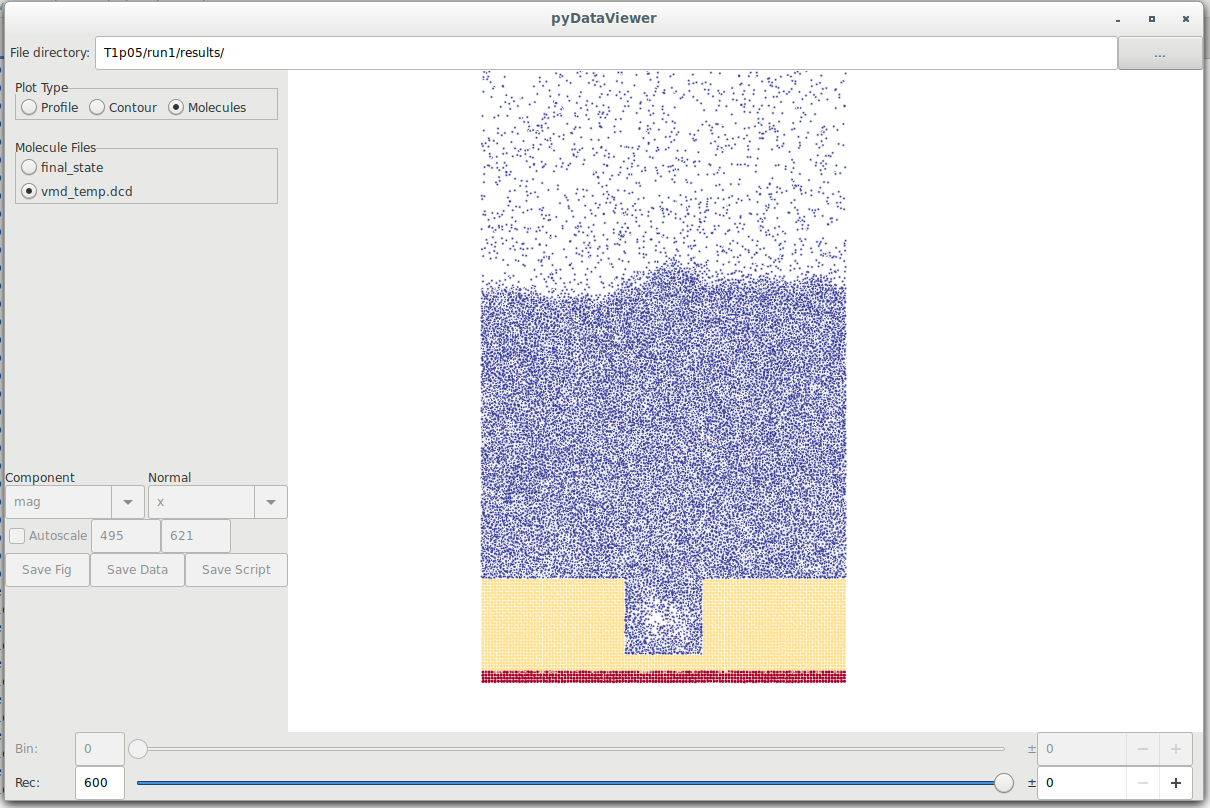 pyDataViewer
File directory: T1p05/run1/results/ ...
Plot Type
Profile Contour Molecules
Molecule Files
final_state
vmd_temp.dcd
Component Normal
mag x
Autoscale 495 621
Save Fig Save Data Save Script
Bin: 0 ± 0 − +
Rec: 600 ± 0 − +